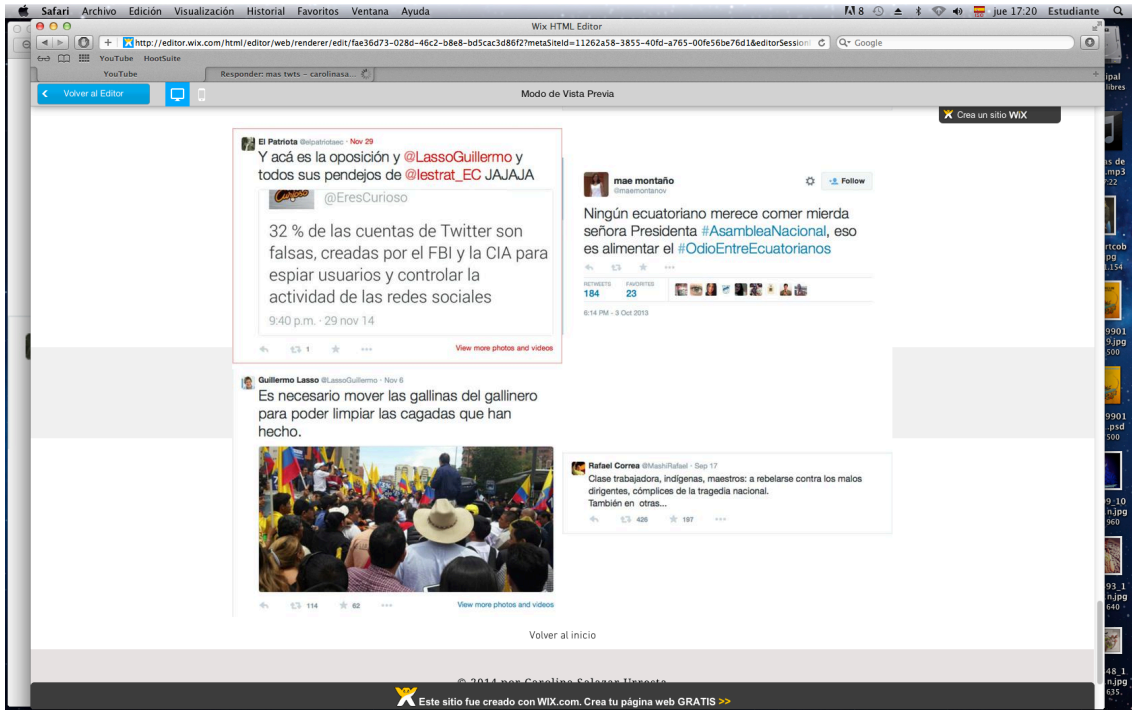 Safari Archivo Edición Visualización Historial Favoritos Ventana Ayuda
8 jue 17:20 Estudiante
Wix HTML Editor
http://editor.wix.com/html/editor/web/renderer/edit/fae36d73-028d-46c2-b8e8-bd5cac3d86f2?metaSiteId=11262a58-3855-40fd-a765-00fe56be76d1&editorSession
Google
YouTube HootSuite
YouTube
Responder: mas twts – carolinasa...
Volver al Editor
Modo de Vista Previa
Crea un sitio WiX
El Patriota @elpatriotaec · Nov 29
Y acá es la oposición y @LassoGuillermo y
todos sus pendejos de @lestrat_EC JAJAJA
@EresCurioso
32 % de las cuentas de Twitter son
falsas, creadas por el FBI y la CIA para
espiar usuarios y controlar la
actividad de las redes sociales
9:40 p.m. · 29 nov 14
1
View more photos and videos
mae montaño
@maemontanov
Follow
Ningún ecuatoriano merece comer mierda
señora Presidenta #AsambleaNacional, eso
es alimentar el #OdioEntreEcuatorianos
RETWEETS FAVORITES
184 23
6:14 PM - 3 Oct 2013
Guillermo Lasso @LassoGuillermo · Nov 6
Es necesario mover las gallinas del gallinero
para poder limpiar las cagadas que han
hecho.
114 62
View more photos and videos
Rafael Correa @MashiRafael · Sep 17
Clase trabajadora, indígenas, maestros: a rebelarse contra los malos
dirigentes, cómplices de la tragedia nacional.
También en otras...
426 197
Volver al inicio
© 2014 por Carolina Salazar Urresta
Este sitio fue creado con WIX.com. Crea tu página web GRATIS >>